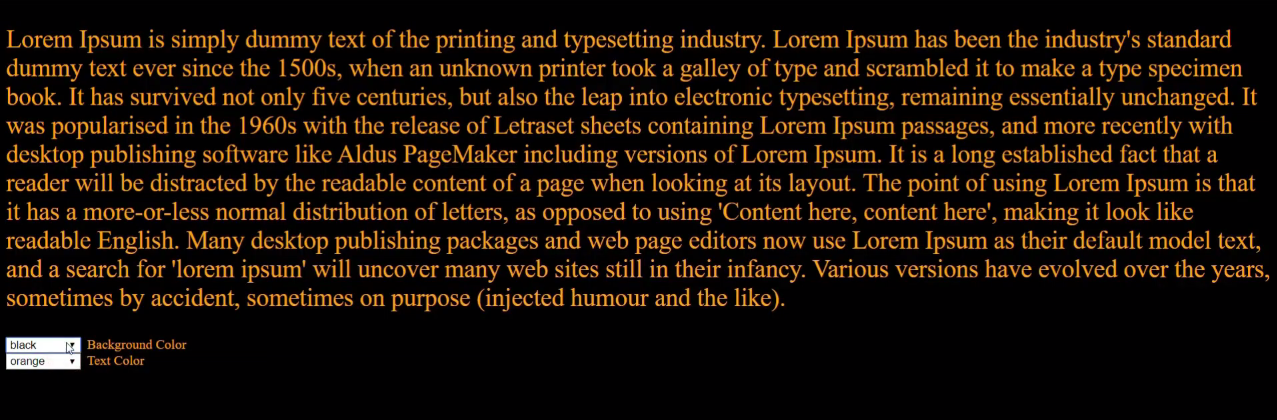 Lorem Ipsum is simply dummy text of the printing and typesetting industry. Lorem Ipsum has been the industry's standard
dummy text ever since the 1500s, when an unknown printer took a galley of type and scrambled it to make a type specimen
book. It has survived not only five centuries, but also the leap into electronic typesetting, remaining essentially unchanged. It
was popularised in the 1960s with the release of Letraset sheets containing Lorem Ipsum passages, and more recently with
desktop publishing software like Aldus PageMaker including versions of Lorem Ipsum. It is a long established fact that a
reader will be distracted by the readable content of a page when looking at its layout. The point of using Lorem Ipsum is that
it has a more-or-less normal distribution of letters, as opposed to using 'Content here, content here', making it look like
readable English. Many desktop publishing packages and web page editors now use Lorem Ipsum as their default model text,
and a search for 'lorem ipsum' will uncover many web sites still in their infancy. Various versions have evolved over the years,
sometimes by accident, sometimes on purpose (injected humour and the like).
black Background Color
orange Text Color